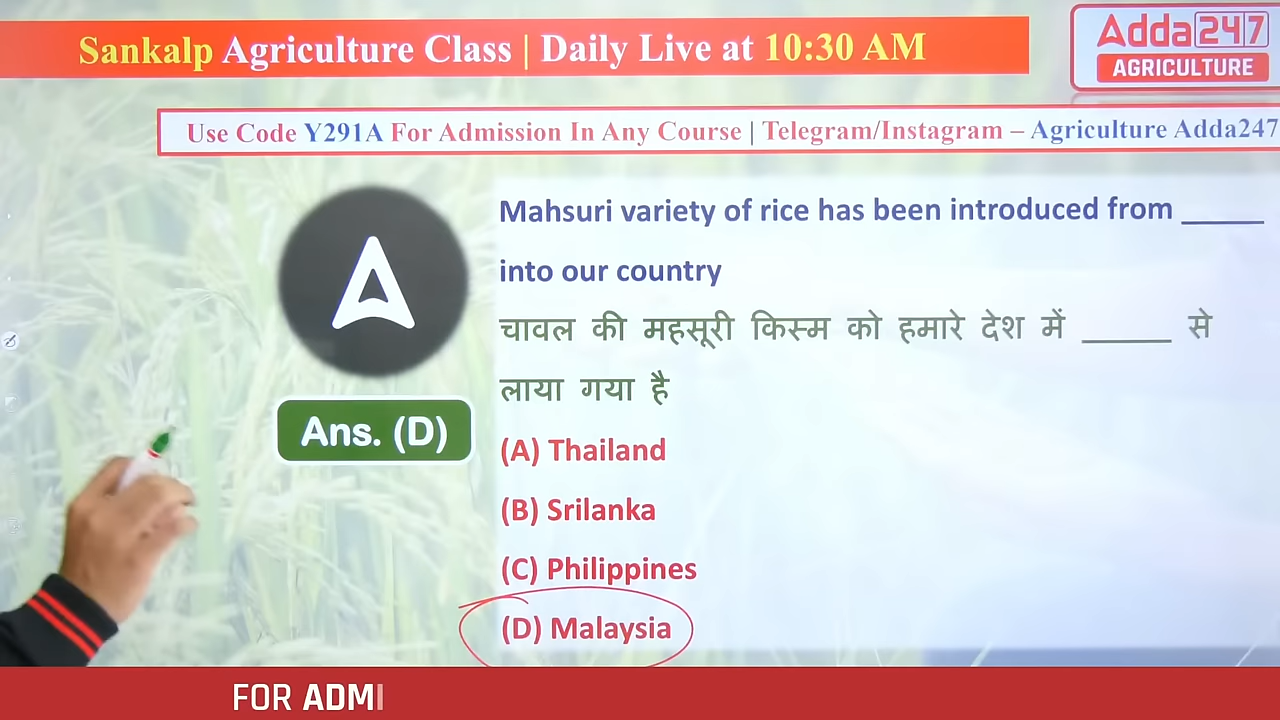 Sankalp Agriculture Class | Daily Live at 10:30 AM
Adda247
AGRICULTURE
Use Code Y291A For Admission In Any Course | Telegram/Instagram – Agriculture Adda247
Mahsuri variety of rice has been introduced from ______
into our country
चावल की महसूरी किस्म को हमारे देश में ______ से
लाया गया है
Ans. (D)
(A) Thailand
(B) Srilanka
(C) Philippines
(D) Malaysia
FOR ADMI